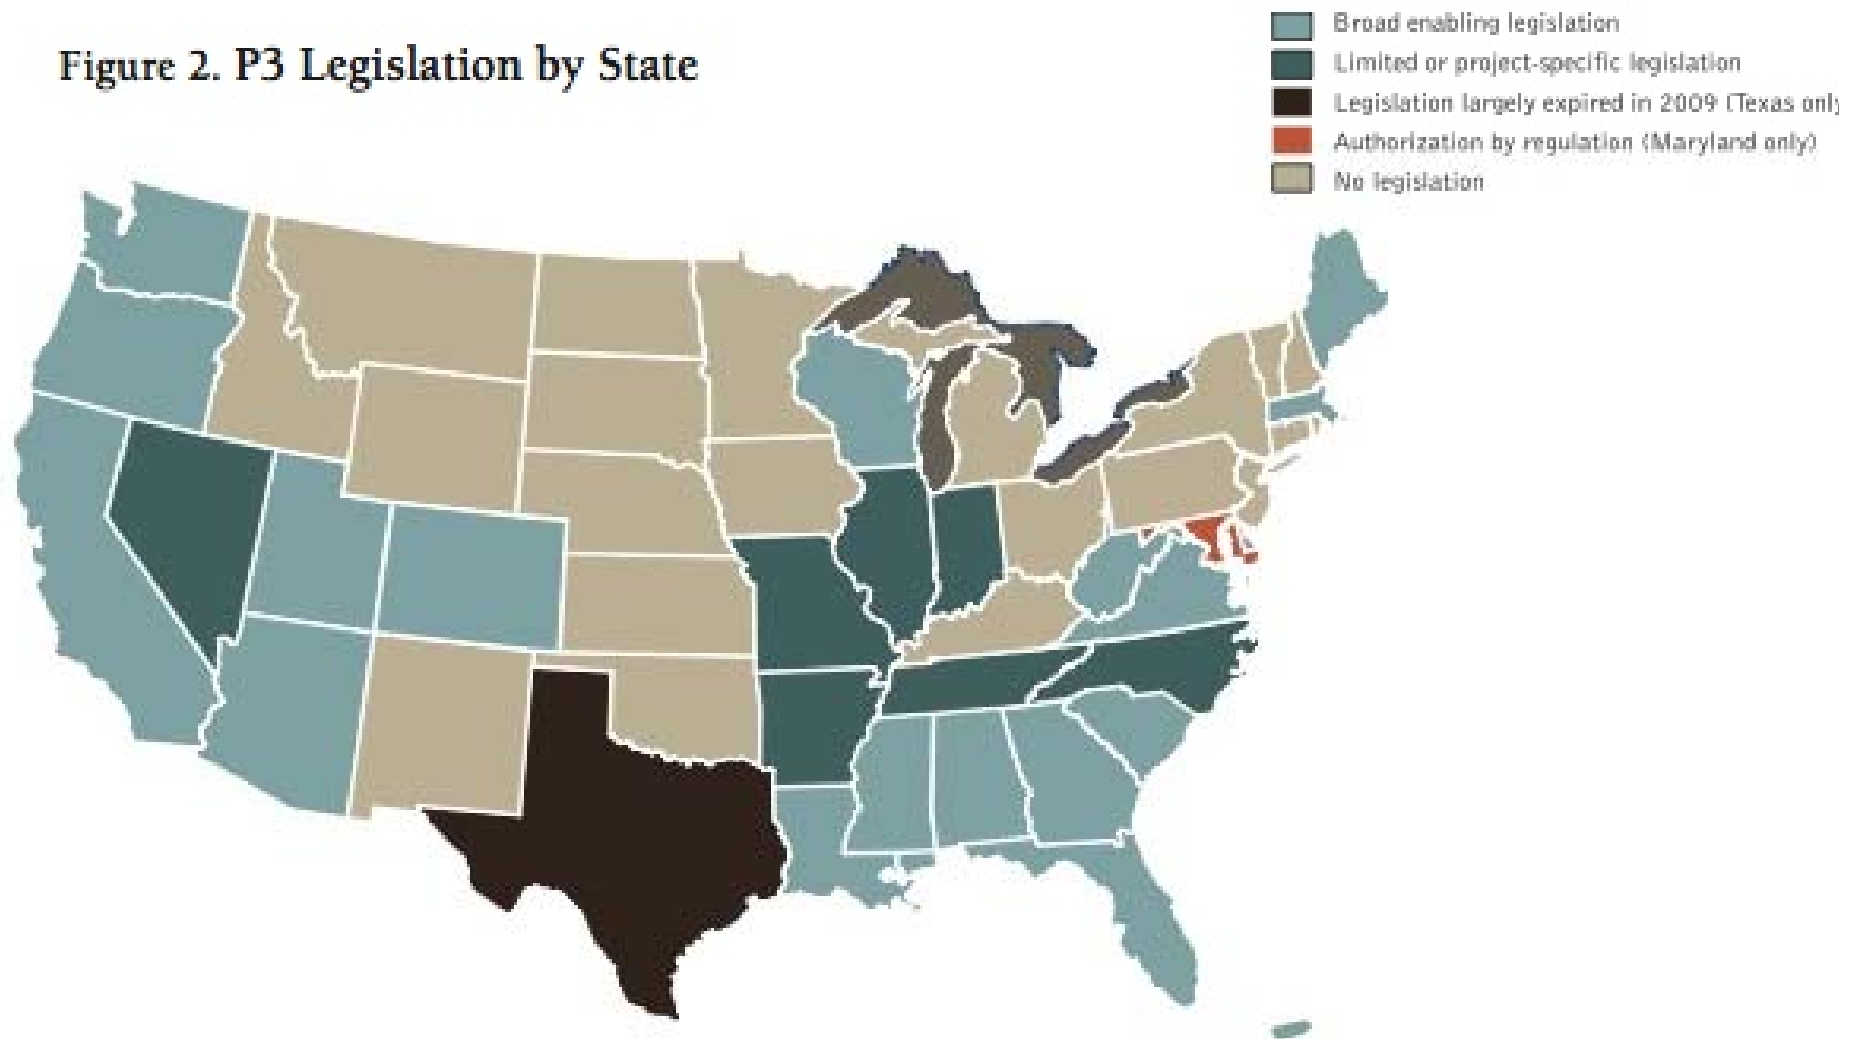 Figure 2. P3 Legislation by State
Broad enabling legislation
Limited or project-specific legislation
Legislation largely expired in 2009 (Texas only
Authorization by regulation (Maryland only)
No legislation